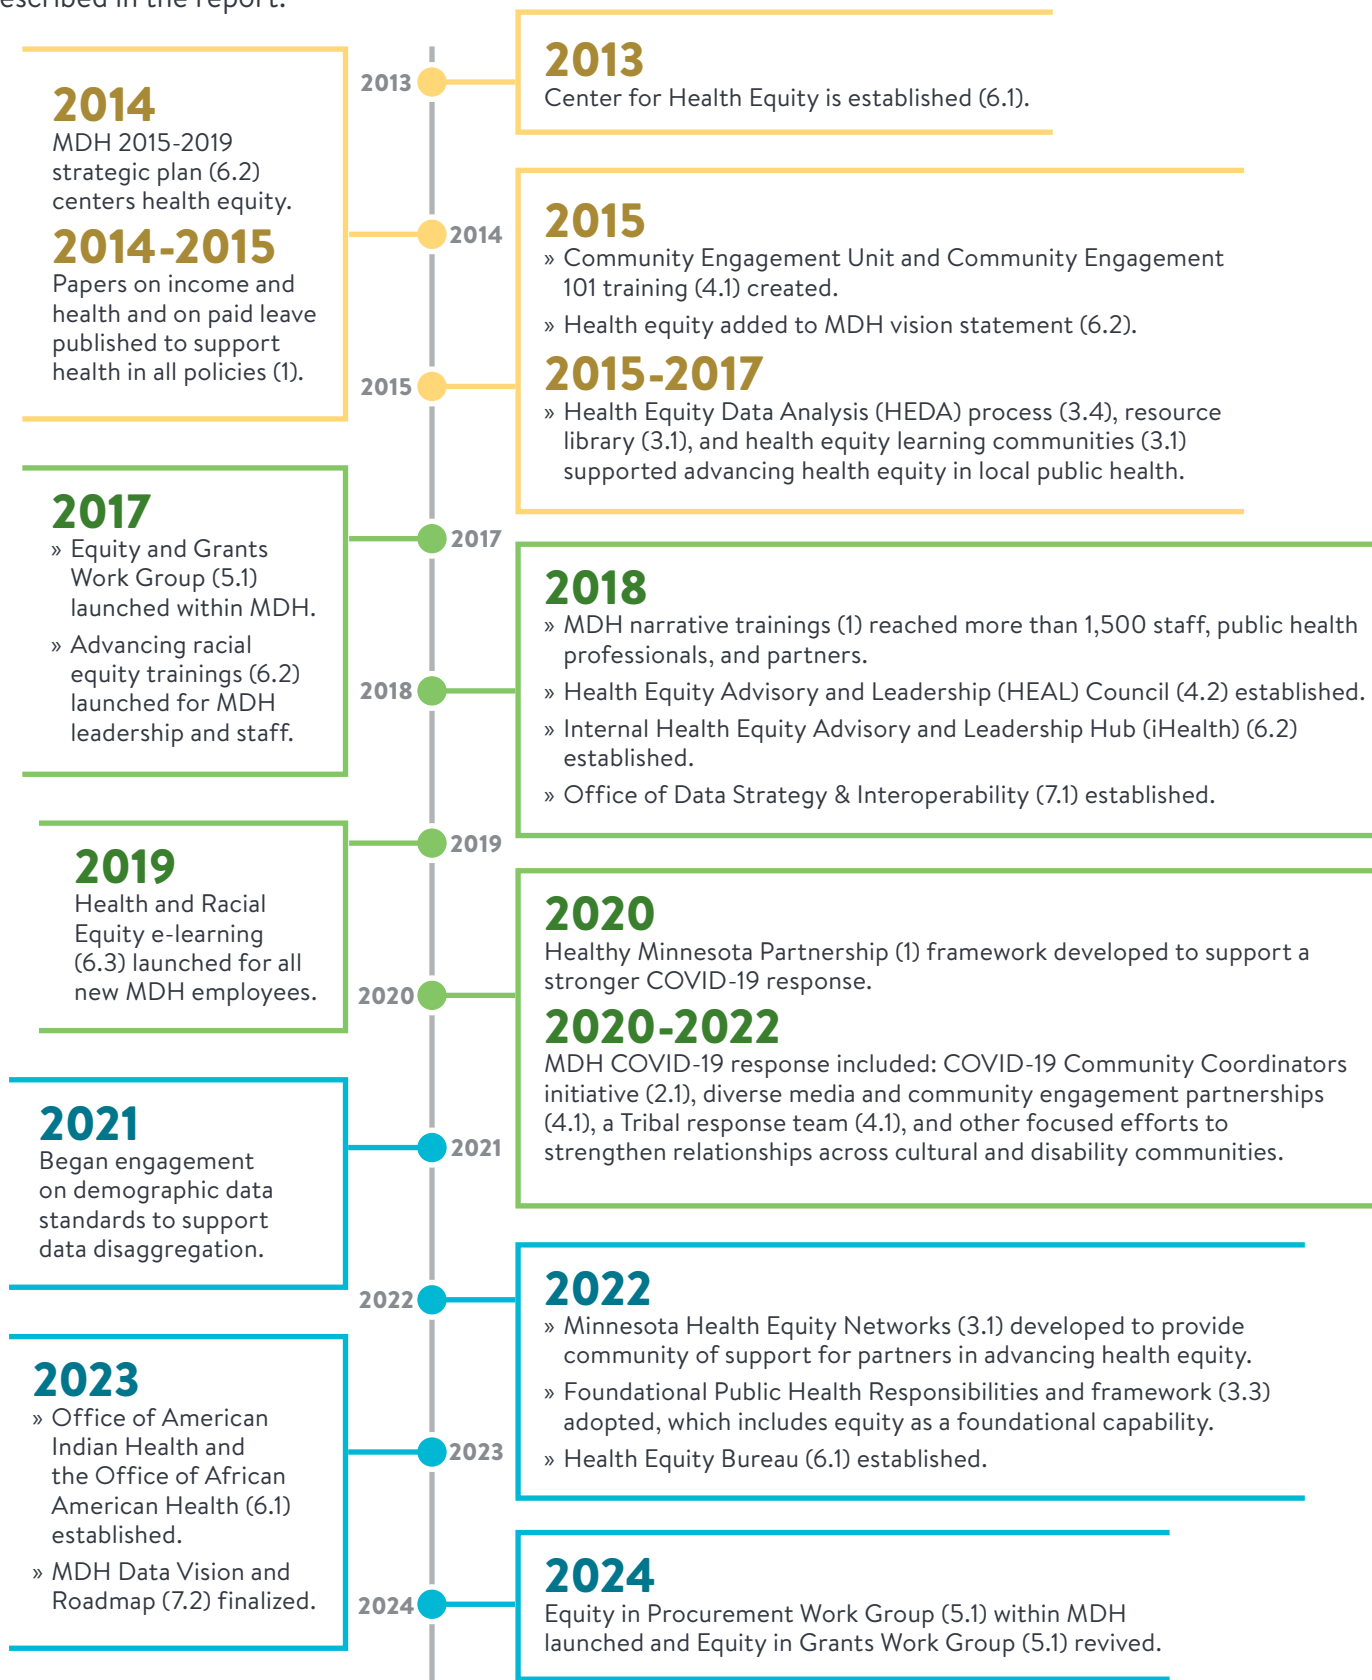 escribed in the report.
2013
2013
Center for Health Equity is established (6.1).
2014
MDH 2015-2019
strategic plan (6.2)
centers health equity.
2014-2015
Papers on income and
health and on paid leave
published to support
health in all policies (1).
2014
2015
2015
» Community Engagement Unit and Community Engagement
101 training (4.1) created.
» Health equity added to MDH vision statement (6.2).
2015-2017
» Health Equity Data Analysis (HEDA) process (3.4), resource
library (3.1), and health equity learning communities (3.1)
supported advancing health equity in local public health.
2017
» Equity and Grants
Work Group (5.1)
launched within MDH.
» Advancing racial
equity trainings (6.2)
launched for MDH
leadership and staff.
2017
2018
2018
» MDH narrative trainings (1) reached more than 1,500 staff, public health
professionals, and partners.
» Health Equity Advisory and Leadership (HEAL) Council (4.2) established.
» Internal Health Equity Advisory and Leadership Hub (iHealth) (6.2)
established.
» Office of Data Strategy & Interoperability (7.1) established.
2019
Health and Racial
Equity e-learning
(6.3) launched for all
new MDH employees.
2019
2020
2020
Healthy Minnesota Partnership (1) framework developed to support a
stronger COVID-19 response.
2020-2022
MDH COVID-19 response included: COVID-19 Community Coordinators
initiative (2.1), diverse media and community engagement partnerships
(4.1), a Tribal response team (4.1), and other focused efforts to
strengthen relationships across cultural and disability communities.
2021
Began engagement
on demographic data
standards to support
data disaggregation.
2021
2022
2022
» Minnesota Health Equity Networks (3.1) developed to provide
community of support for partners in advancing health equity.
» Foundational Public Health Responsibilities and framework (3.3)
adopted, which includes equity as a foundational capability.
» Health Equity Bureau (6.1) established.
2023
» Office of American
Indian Health and
the Office of African
American Health (6.1)
established.
» MDH Data Vision and
Roadmap (7.2) finalized.
2023
2024
2024
Equity in Procurement Work Group (5.1) within MDH
launched and Equity in Grants Work Group (5.1) revived.